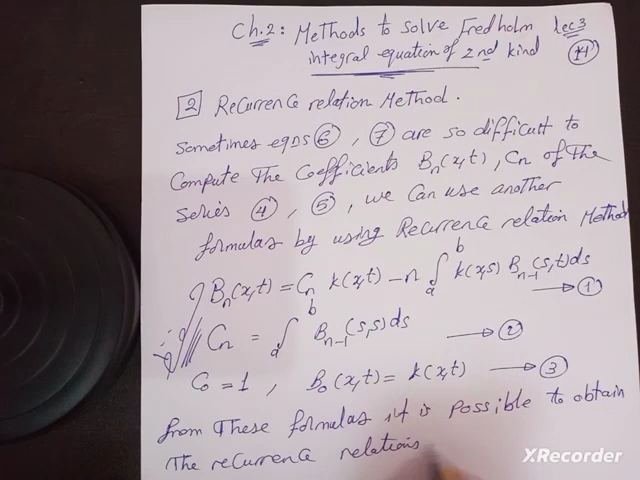 Ch.2: Methods to solve Fredholm Lec3
integral equation of 2nd kind 14
2 Recurrence relation Method.
sometimes eqns 6, 7 are so difficult to
Compute The Coefficients Bₙ(x,t), Cₙ of The
series 4, 5, we Can use another
formulas by using Recurrence relation Method
Bₙ(x,t) = Cₙ k(x,t) - n ∫ₐᵇ k(x,s) Bₙ₋₁(s,t)ds → 1
Cₙ = ∫ₐᵇ Bₙ₋₁(s,s)ds → 2
C₀ = 1, B₀(x,t) = k(x,t) → 3
from These formulas it is possible to obtain
The recurrence relations
XRecorder